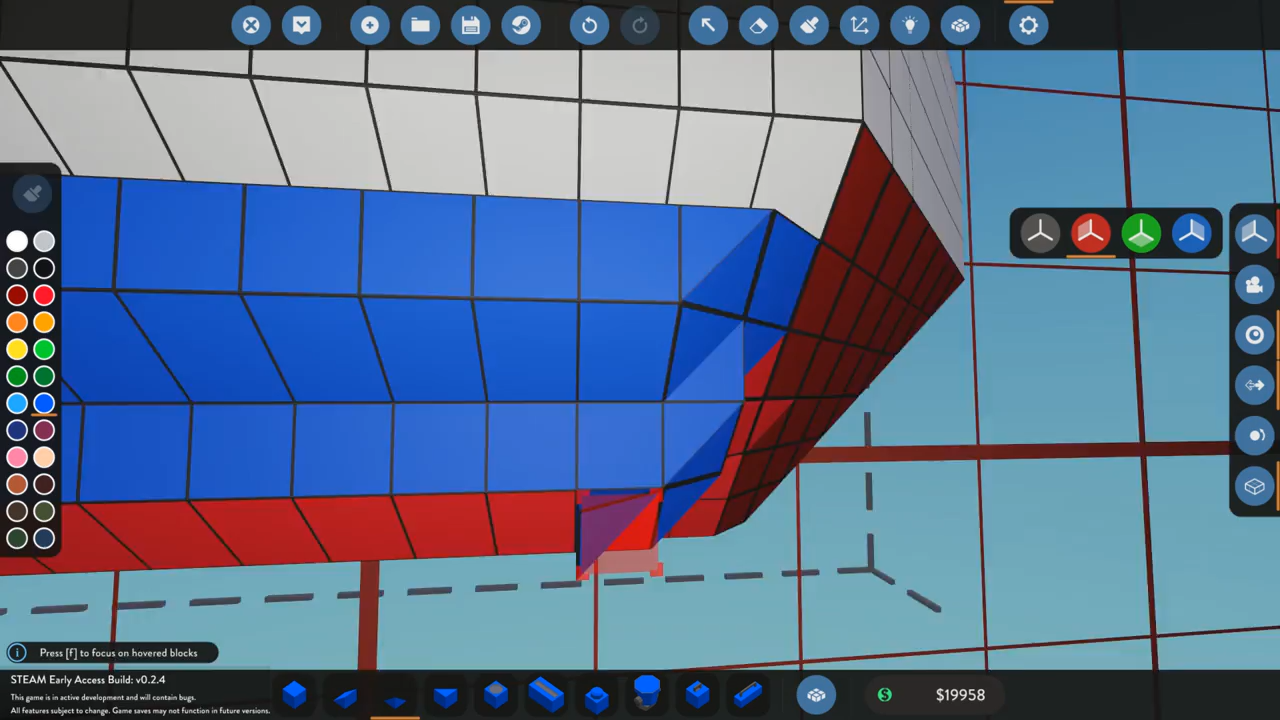 Press [f] to focus on hovered blocks
STEAM Early Access Build: v0.2.4
This game is in active development and will contain bugs.
All features subject to change. Game saves may not function in future versions.
$19958